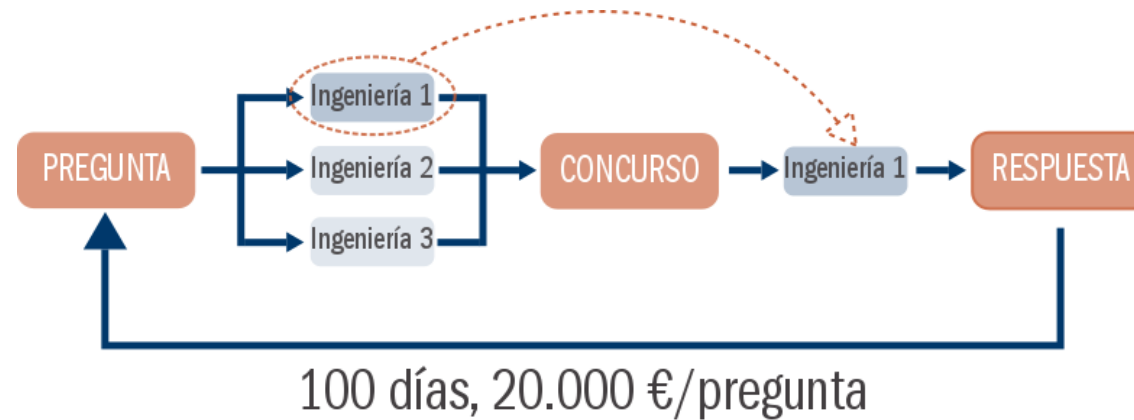 PREGUNTA
Ingeniería 1
Ingeniería 2
Ingeniería 3
CONCURSO
Ingeniería 1
RESPUESTA
100 días, 20.000 €/pregunta